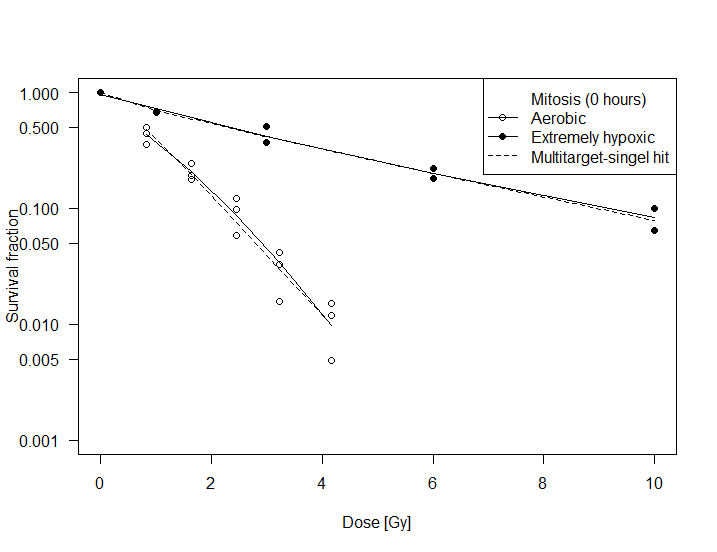 Mitosis (0 hours)
Aerobic
Extremely hypoxic
Multitarget-singel hit
Survival fraction
1.000
0.500
0.100
0.050
0.010
0.005
0.001
0 2 4 6 8 10
Dose [Gy]